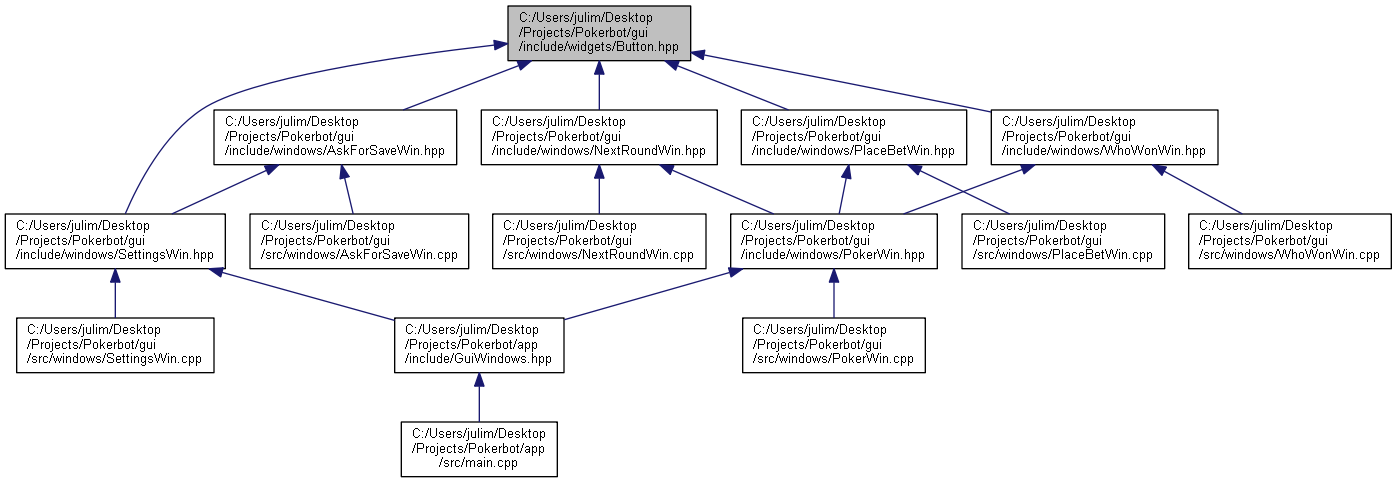 C:/Users/julim/Desktop
/Projects/Pokerbot/gui
/include/widgets/Button.hpp
C:/Users/julim/Desktop
/Projects/Pokerbot/gui
/include/windows/AskForSaveWin.hpp
C:/Users/julim/Desktop
/Projects/Pokerbot/gui
/include/windows/NextRoundWin.hpp
C:/Users/julim/Desktop
/Projects/Pokerbot/gui
/include/windows/PlaceBetWin.hpp
C:/Users/julim/Desktop
/Projects/Pokerbot/gui
/include/windows/WhoWonWin.hpp
C:/Users/julim/Desktop
/Projects/Pokerbot/gui
/include/windows/SettingsWin.hpp
C:/Users/julim/Desktop
/Projects/Pokerbot/gui
/src/windows/AskForSaveWin.cpp
C:/Users/julim/Desktop
/Projects/Pokerbot/gui
/src/windows/NextRoundWin.cpp
C:/Users/julim/Desktop
/Projects/Pokerbot/gui
/include/windows/PokerWin.hpp
C:/Users/julim/Desktop
/Projects/Pokerbot/gui
/src/windows/PlaceBetWin.cpp
C:/Users/julim/Desktop
/Projects/Pokerbot/gui
/src/windows/WhoWonWin.cpp
C:/Users/julim/Desktop
/Projects/Pokerbot/gui
/src/windows/SettingsWin.cpp
C:/Users/julim/Desktop
/Projects/Pokerbot/app
/include/GuiWindows.hpp
C:/Users/julim/Desktop
/Projects/Pokerbot/gui
/src/windows/PokerWin.cpp
C:/Users/julim/Desktop
/Projects/Pokerbot/app
/src/main.cpp